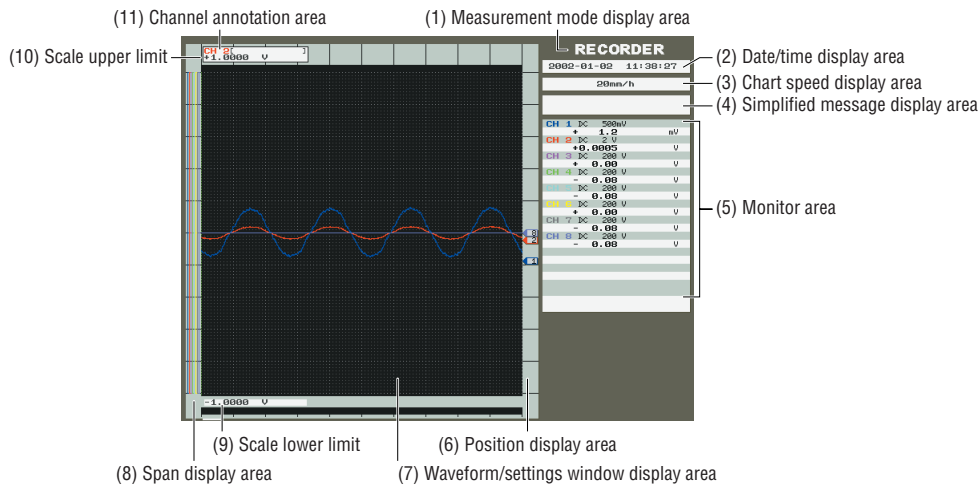 (11) Channel annotation area
(1) Measurement mode display area
(10) Scale upper limit
CH 2[ ]
+1.0000 V
RECORDER
2002-01-02 11:38:27
(2) Date/time display area
20mm/h
(3) Chart speed display area
(4) Simplified message display area
CH 1 DC 500mV
+ 1.2 mV
CH 2 DC 2 V
+0.0005 V
CH 3 DC 200 V
+ 0.00 V
CH 4 DC 200 V
- 0.08 V
DC 200 V
- 0.08 V
DC 200 V
+ 0.00 V
CH 7 DC 200 V
- 0.08 V
CH 8 DC 200 V
- 0.08 V
(5) Monitor area
8
2
1
-1.0000 V
(9) Scale lower limit
(6) Position display area
(8) Span display area
(7) Waveform/settings window display area